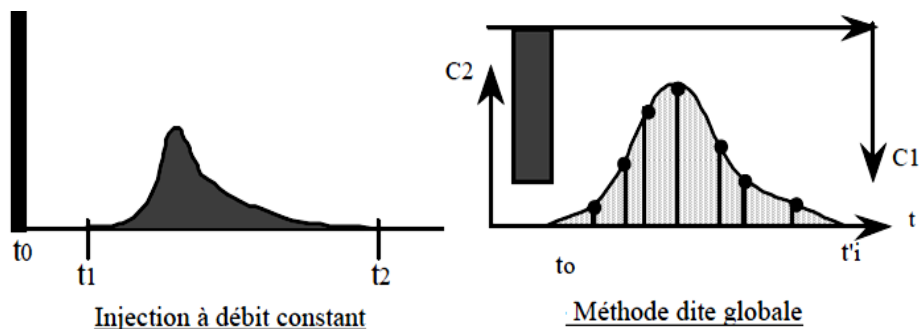 t0
t1
t2
Injection à débit constant
C2
C1
t
to
t'i
· Méthode dite globale